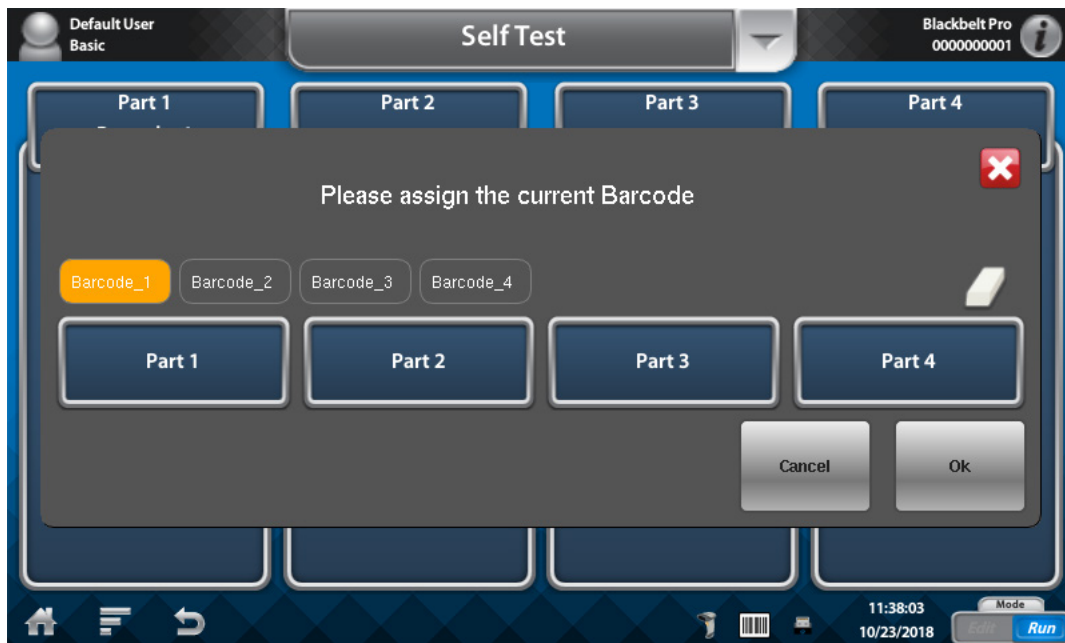 Default User
Basic
Self Test
Blackbelt Pro
0000000001
Part 1
Part 2
Part 3
Part 4
Please assign the current Barcode
Barcode_1
Barcode_2
Barcode_3
Barcode_4
Part 1
Part 2
Part 3
Part 4
Cancel
Ok
11:38:03
10/23/2018
Mode
Edit
Run